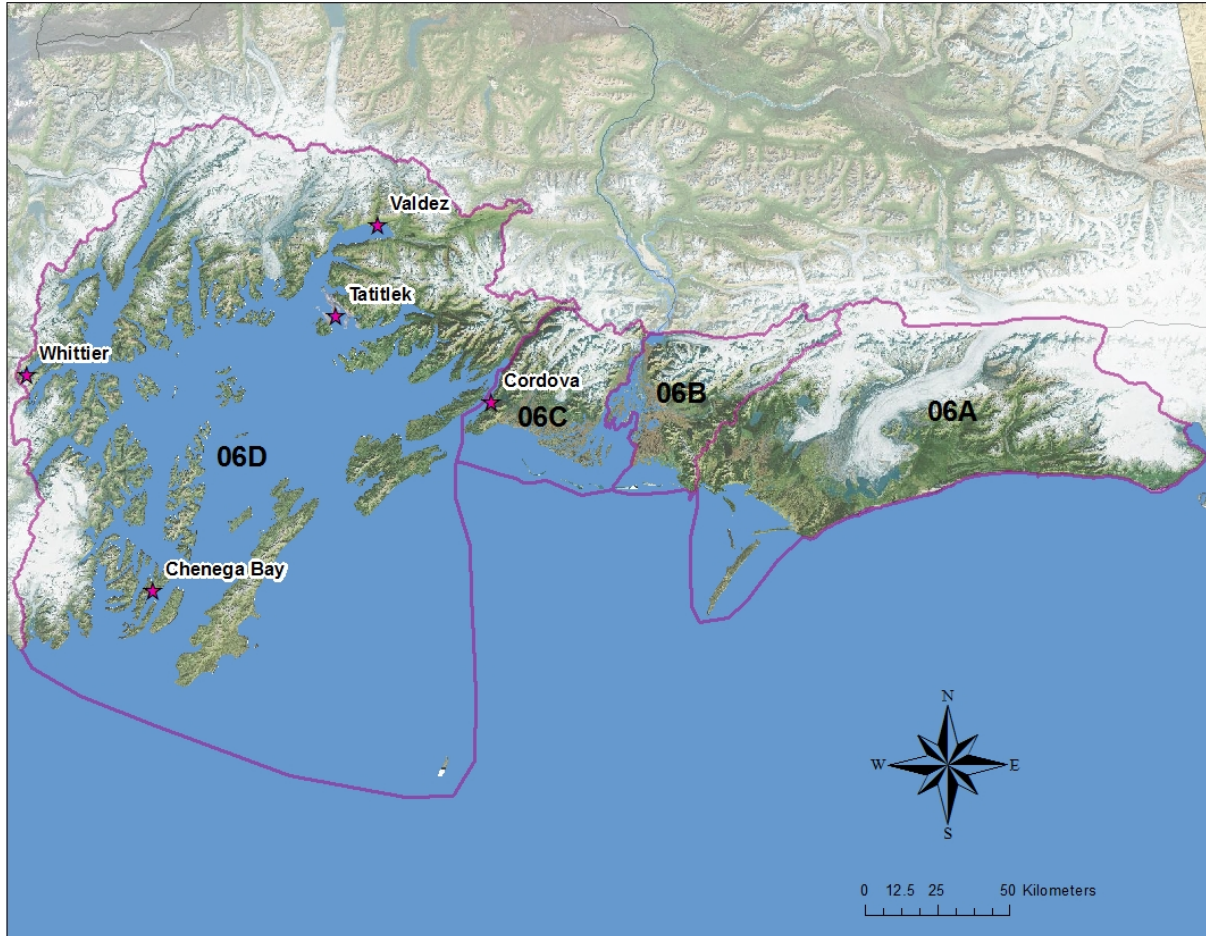 Valdez
Tatitlek
Whittier
Cordova
06C
06B
06A
06D
Chenega Bay
N
W
E
S
0 12.5 25 50 Kilometers